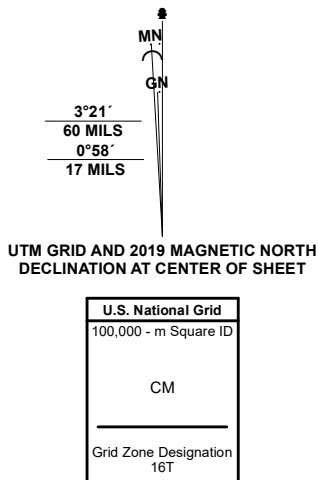 MN
GN
3°21´
60 MILS
0°58´
17 MILS
UTM GRID AND 2019 MAGNETIC NORTH
DECLINATION AT CENTER OF SHEET
U.S. National Grid
100,000 - m Square ID
CM
Grid Zone Designation
16T